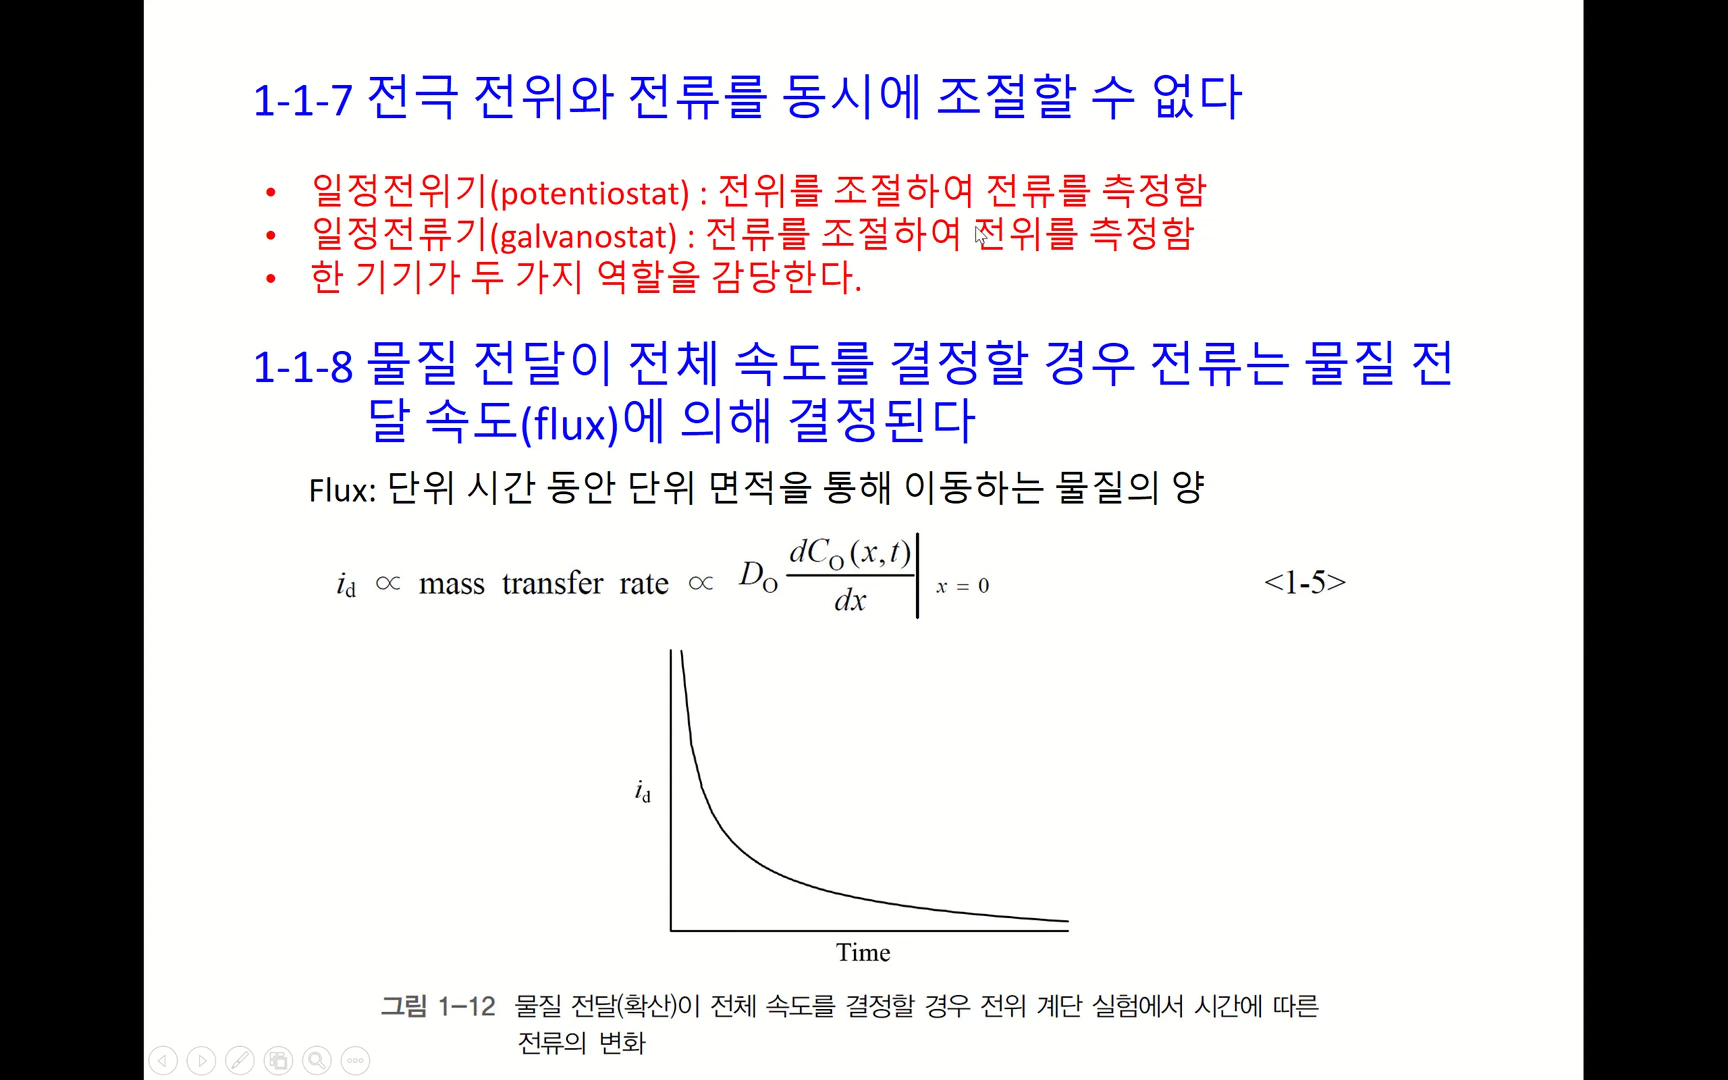 1-1-7 전극 전위와 전류를 동시에 조절할 수 없다
• 일정전위기(potentiostat) : 전위를 조절하여 전류를 측정함
• 일정전류기(galvanostat) : 전류를 조절하여 전위를 측정함
• 한 기기가 두 가지 역할을 감당한다.
1-1-8 물질 전달이 전체 속도를 결정할 경우 전류는 물질 전
달 속도(flux)에 의해 결정된다
Flux: 단위 시간 동안 단위 면적을 통해 이동하는 물질의 양
i_d ∝ mass transfer rate ∝ D_O dC_O(x,t)/dx | x = 0 <1-5>
i_d
Time
그림 1-12 물질 전달(확산)이 전체 속도를 결정할 경우 전위 계단 실험에서 시간에 따른
전류의 변화